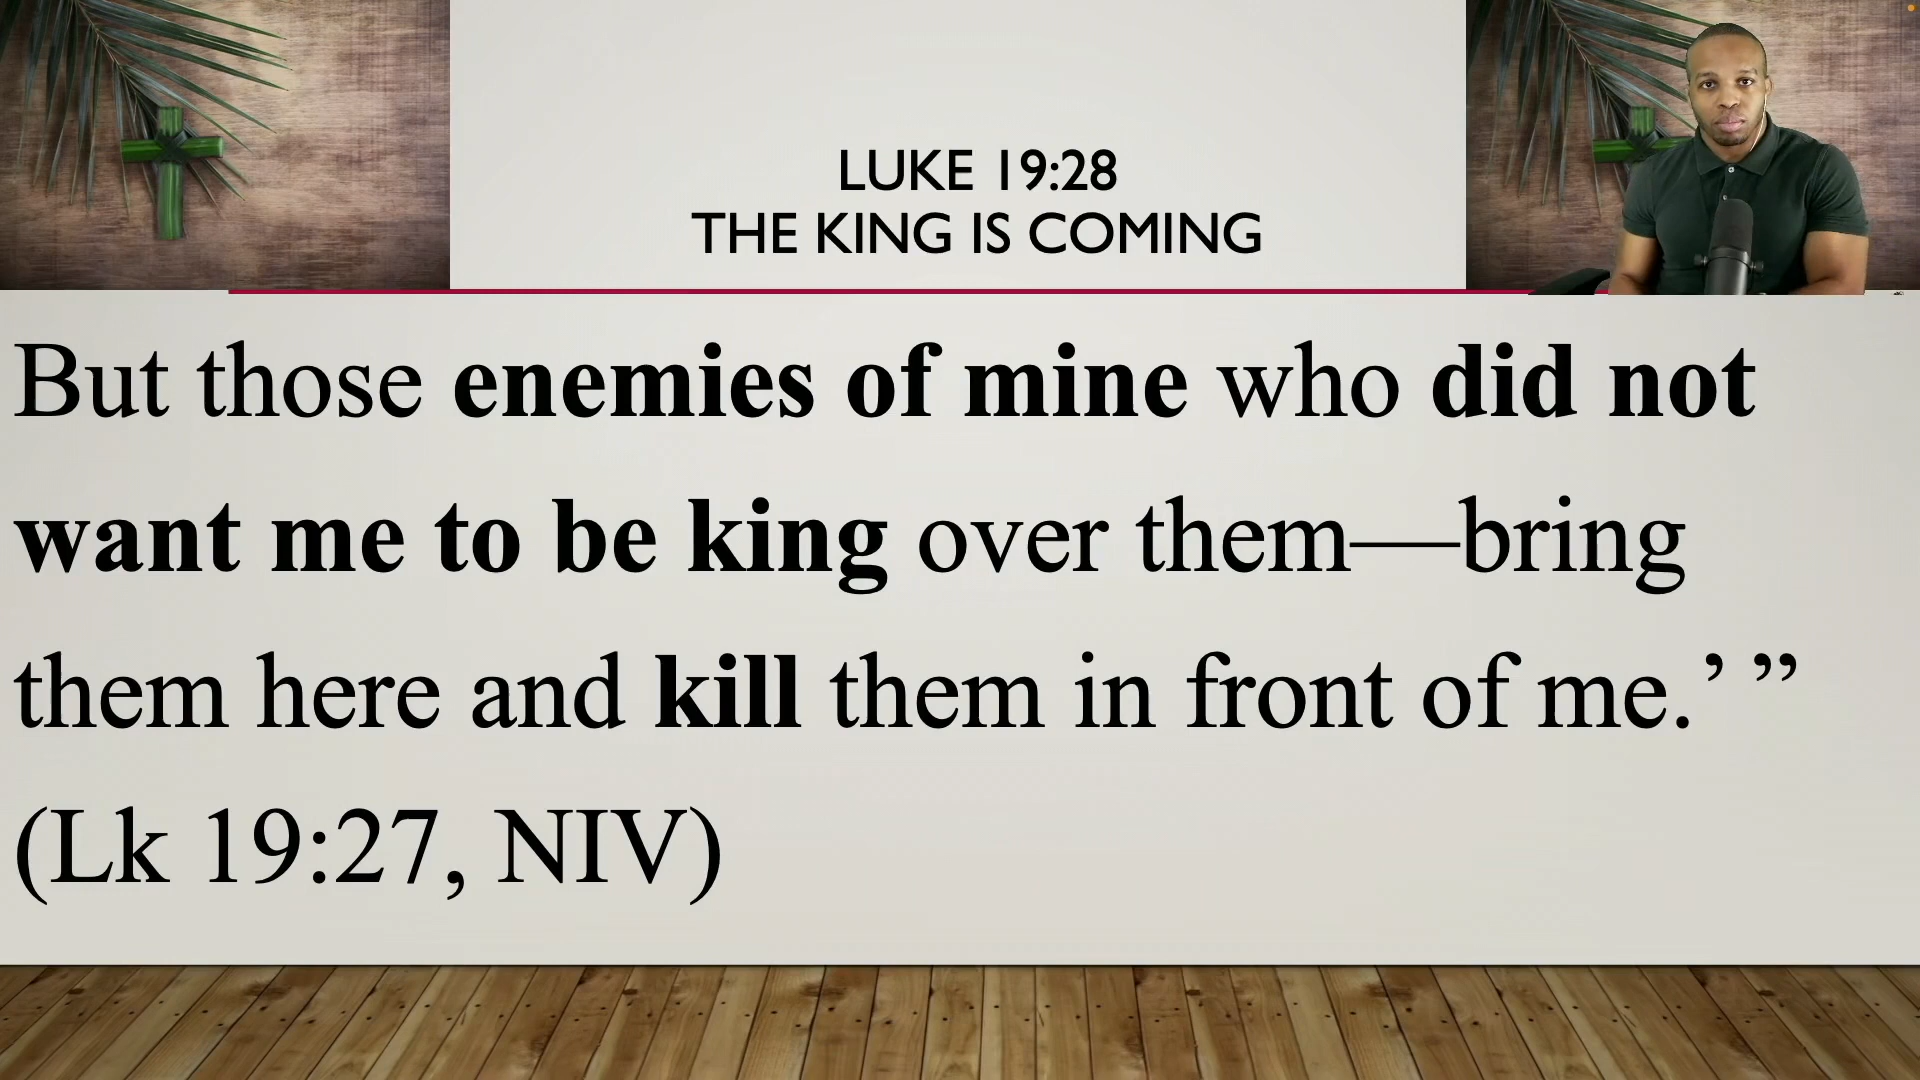 LUKE 19:28
THE KING IS COMING
But those enemies of mine who did not
want me to be king over them—bring
them here and kill them in front of me.’ ”
(Lk 19:27, NIV)